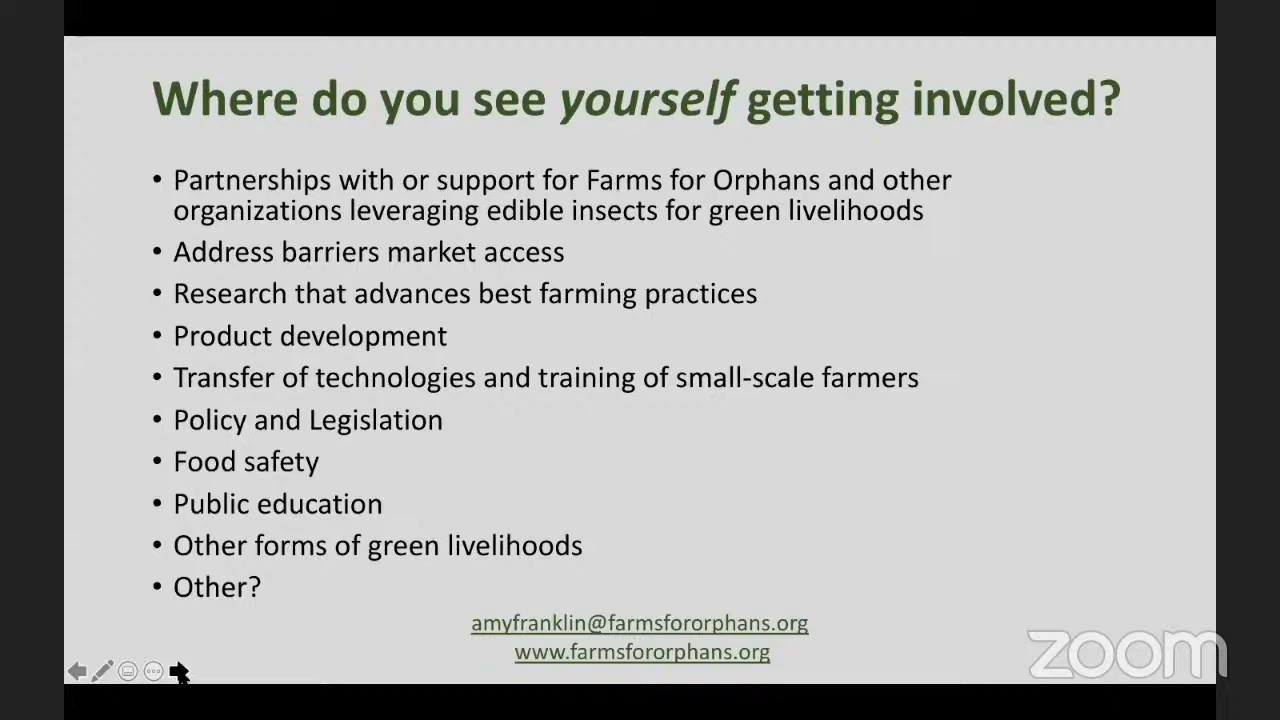 Where do you see yourself getting involved?
• Partnerships with or support for Farms for Orphans and other
organizations leveraging edible insects for green livelihoods
• Address barriers market access
• Research that advances best farming practices
• Product development
• Transfer of technologies and training of small-scale farmers
• Policy and Legislation
• Food safety
• Public education
• Other forms of green livelihoods
• Other?
amyfranklin@farmsfororphans.org
www.farmsfororphans.org
zoom